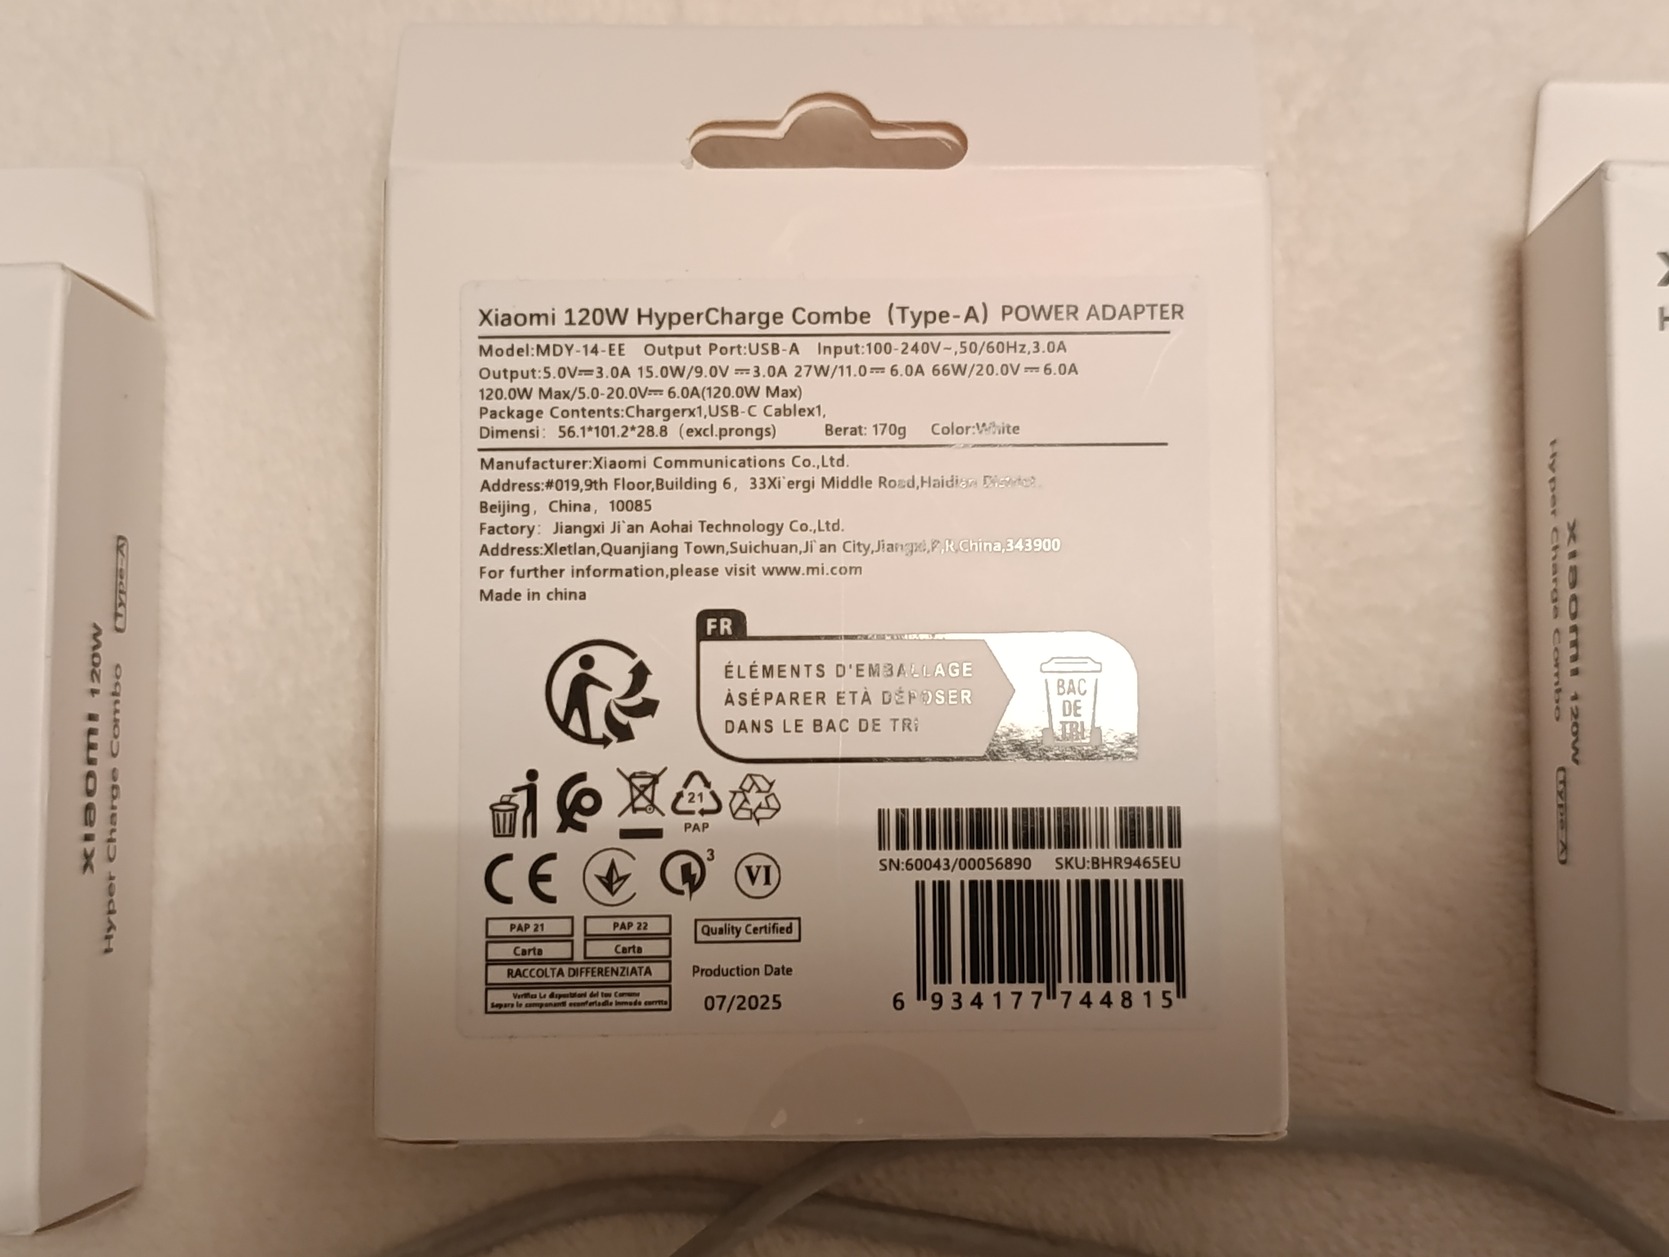 Xiaomi 120W HyperCharge Combe (Type-A) POWER ADAPTER
Model:MDY-14-EE Output Port:USB-A Input:100-240V~,50/60Hz,3.0A
Output:5.0V⎓3.0A 15.0W/9.0V ⎓3.0A 27W/11.0⎓ 6.0A 66W/20.0V⎓6.0A
120.0W Max/5.0-20.0V⎓ 6.0A(120.0W Max)
Package Contents:Chargerx1,USB-C Cablex1,
Dimensi: 56.1*101.2*28.8 (excl.prongs) Berat: 170g Color:White
Manufacturer:Xiaomi Communications Co.,Ltd.
Address:#019,9th Floor,Building 6, 33Xi`ergi Middle Road,Haidian District,
Beijing, China, 10085
Factory: Jiangxi Ji`an Aohai Technology Co.,Ltd.
Address:Xletlan,Quanjiang Town,Suichuan,Ji`an City,Jiangxi,P,R,China,343900
For further information,please visit www.mi.com
Made in china
FR
ÉLÉMENTS D'EMBALLAGE
ÀSÉPARER ETÀ DÉPOSER
DANS LE BAC DE TRi
BAC
DE
TRI
21
PAP
CE
3
VI
SN:60043/00056890 SKU:BHR9465EU
PAP 21
PAP 22
Carta
Carta
RACCOLTA DIFFERENZIATA
Verifica Le disposizioni del tuo Comune
Quality Certified
Production Date
07/2025
6 934177 744815
xiaomi 120W
Hyper Charge Combo Type-A
xiaomi 120W Type-A
Hyper Charge Combo
X
H